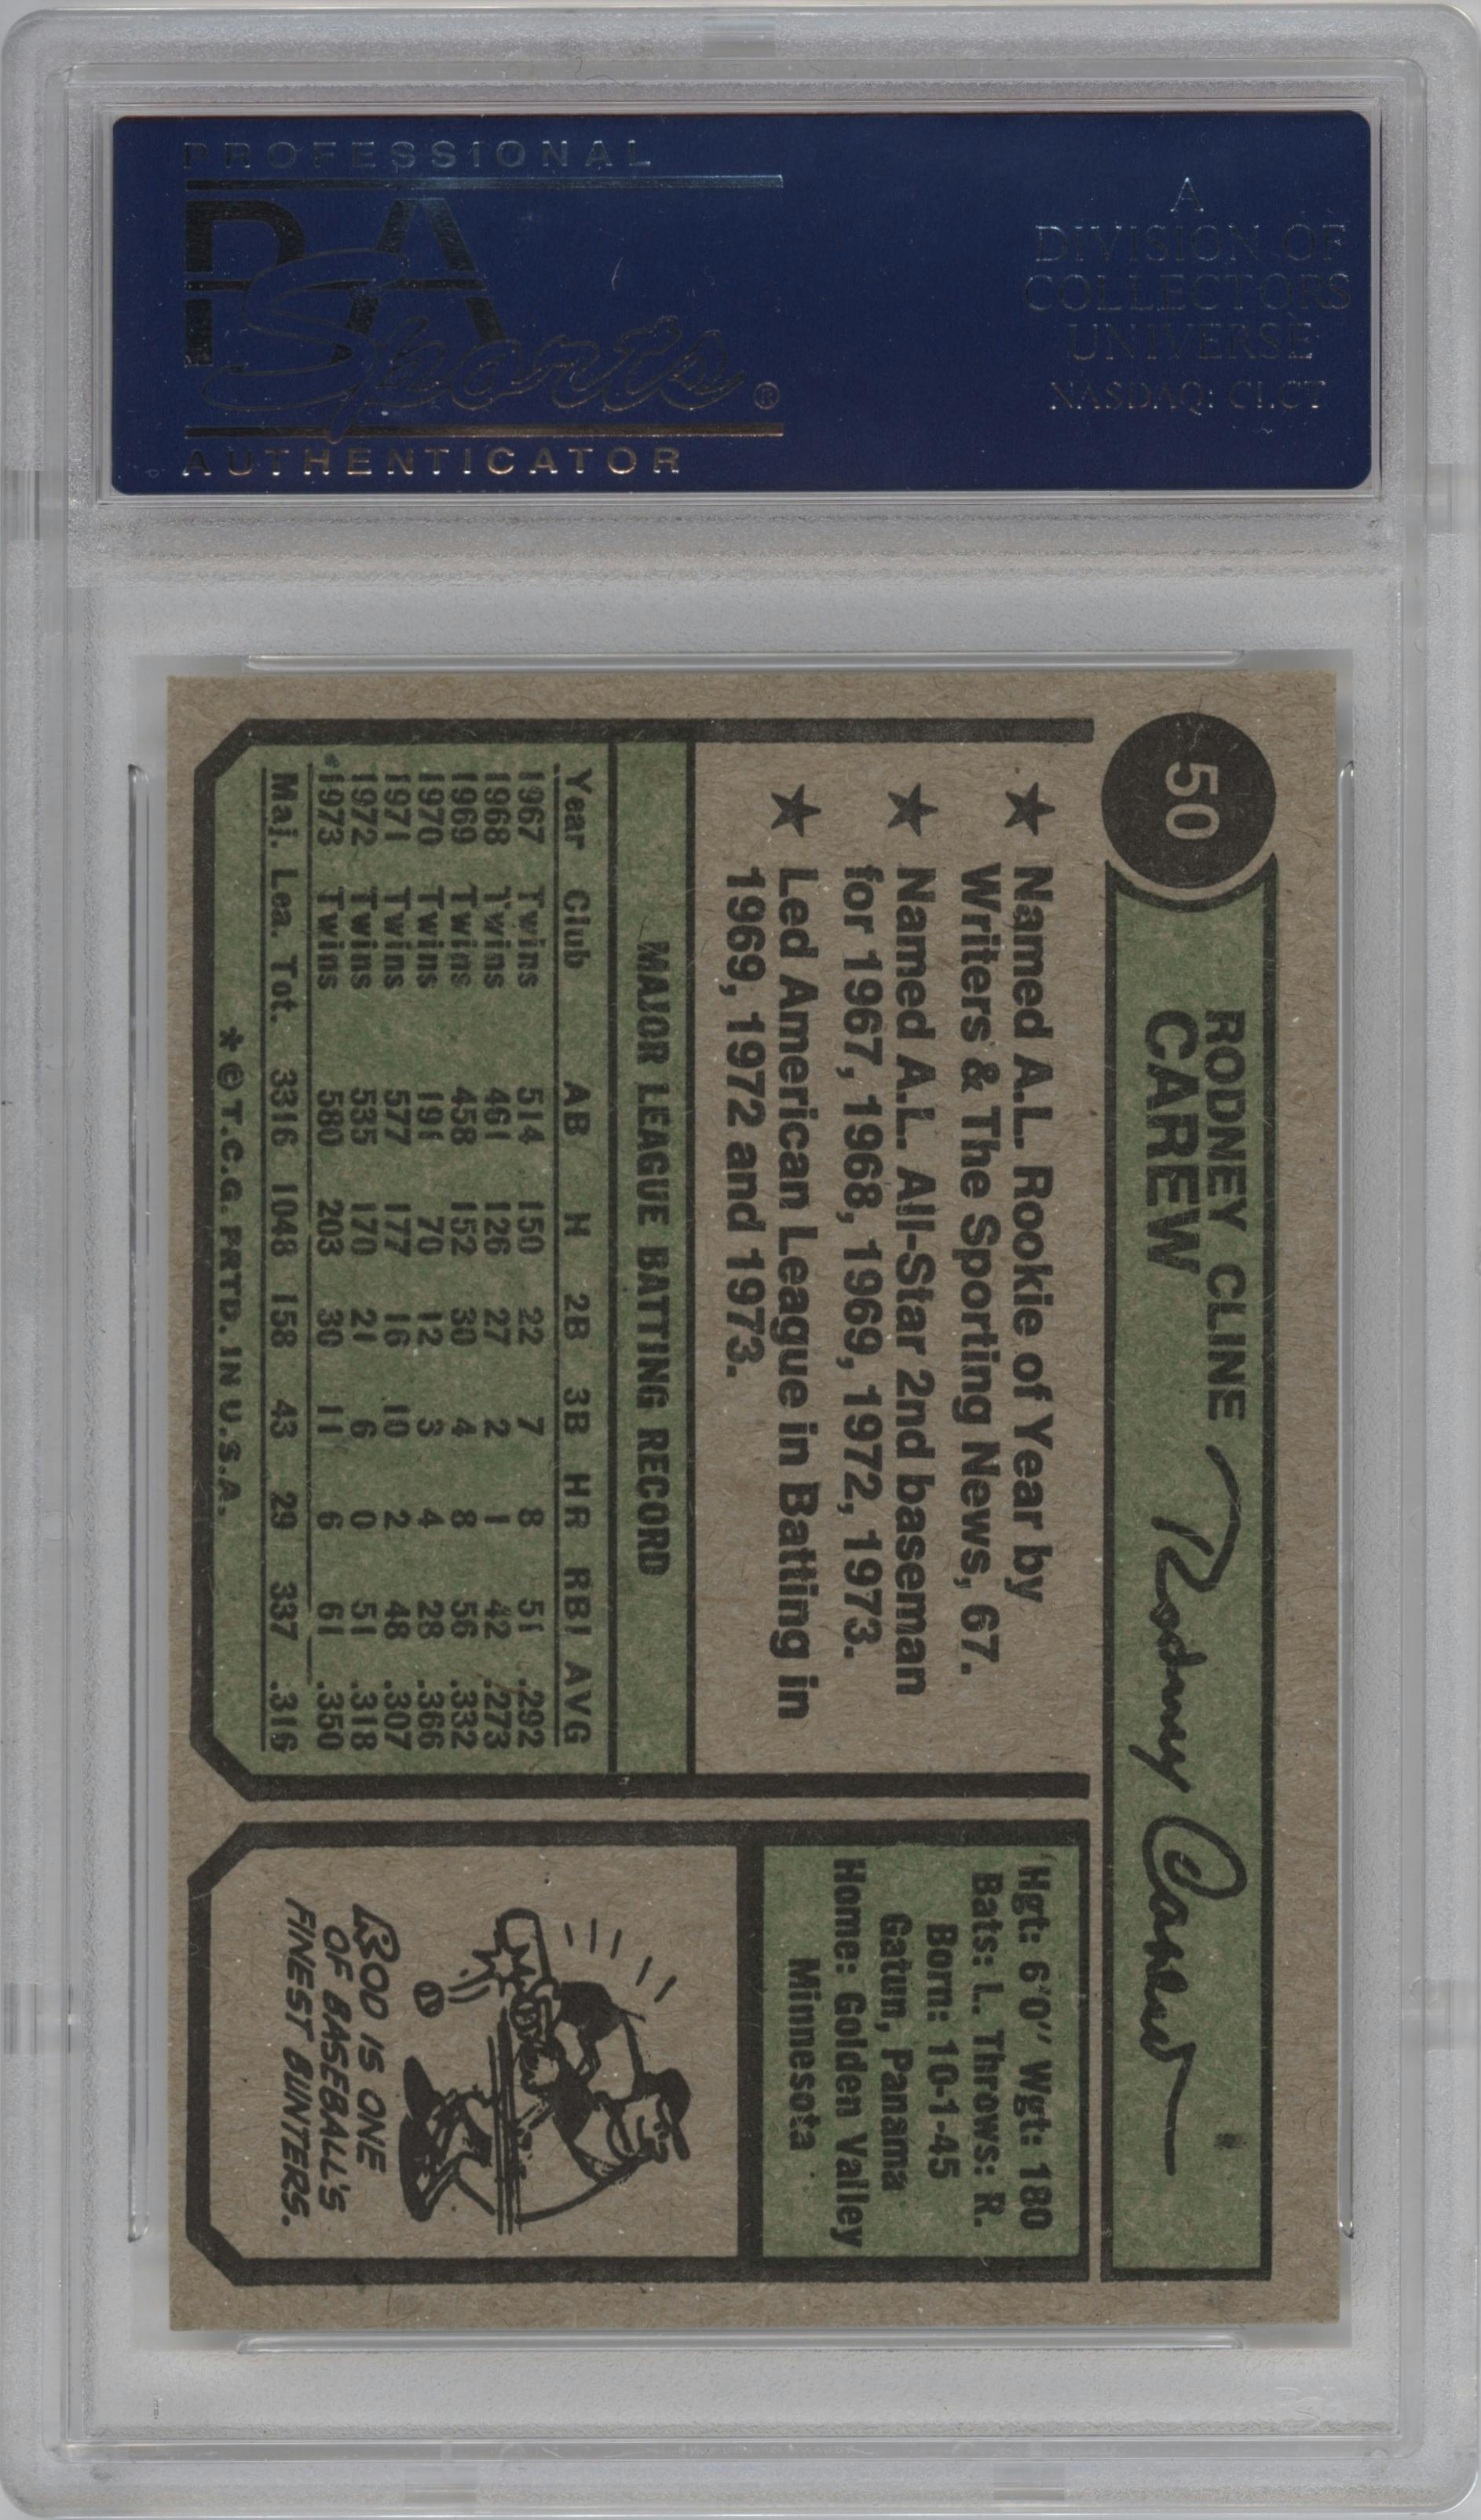 PROFESSIONAL
PSA
Sports ®
AUTHENTICATOR
A
DIVISION OF
COLLECTORS
UNIVERSE
NASDAQ: CLCT
50
RODNEY CLINE
CAREW
Rodney Carew
★ Named A.L. Rookie of Year by
Writers & The Sporting News, 67.
★ Named A.L. All-Star 2nd baseman
for 1967, 1968, 1969, 1972, 1973.
★ Led American League in Batting in
1969, 1972 and 1973.
MAJOR LEAGUE BATTING RECORD
Year Club AB H 2B 3B HR RBI AVG
1967 Twins 514 150 22 7 8 51 .292
1968 Twins 461 126 27 2 1 42 .273
1969 Twins 458 152 30 4 8 56 .332
1970 Twins 191 70 12 3 4 28 .366
1971 Twins 577 177 16 10 2 48 .307
1972 Twins 535 170 21 6 0 51 .318
1973 Twins 580 203 30 11 6 61 .350
Maj. Lea. Tot. 3316 1048 158 43 29 337 .316
* © T.C.G. PRTD. IN U.S.A.
Hgt: 6'0" Wgt: 180
Bats: L. Throws: R.
Born: 10-1-45
Gatun, Panama
Home: Golden Valley
Minnesota
ROD IS ONE
OF BASEBALL'S
FINEST BUNTERS.